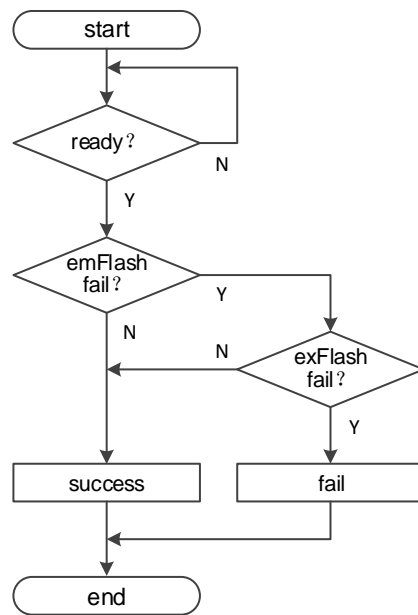 start
ready？
N
Y
emFlash
fail？
Y
N
N
exFlash
fail？
Y
success
fail
end